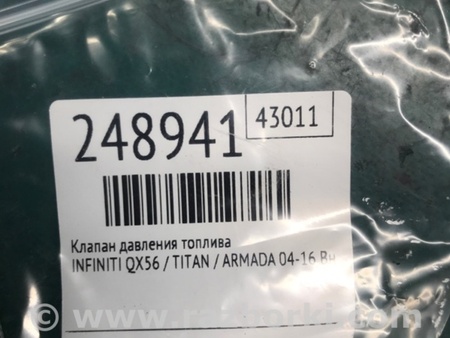 248941 43011
Клапан давления топлива
INFINITI QX56 / TITAN / ARMADA 04-16